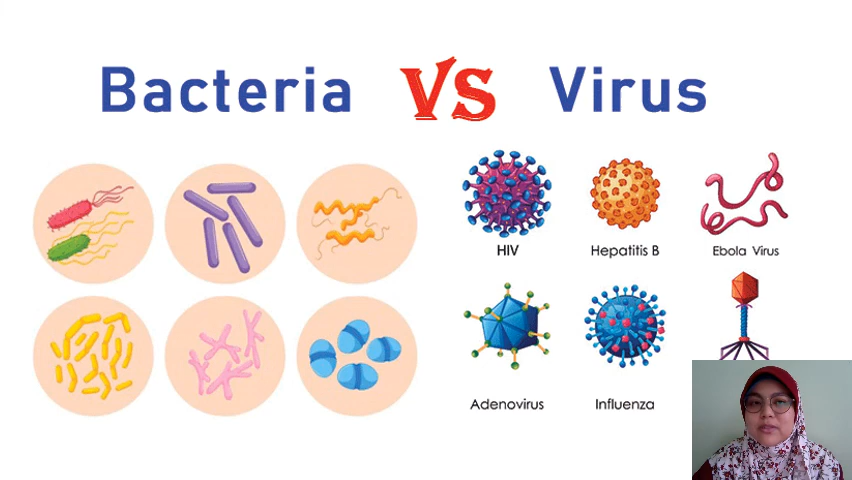 Bacteria VS Virus
HIV
Hepatitis B
Ebola Virus
Adenovirus
Influenza